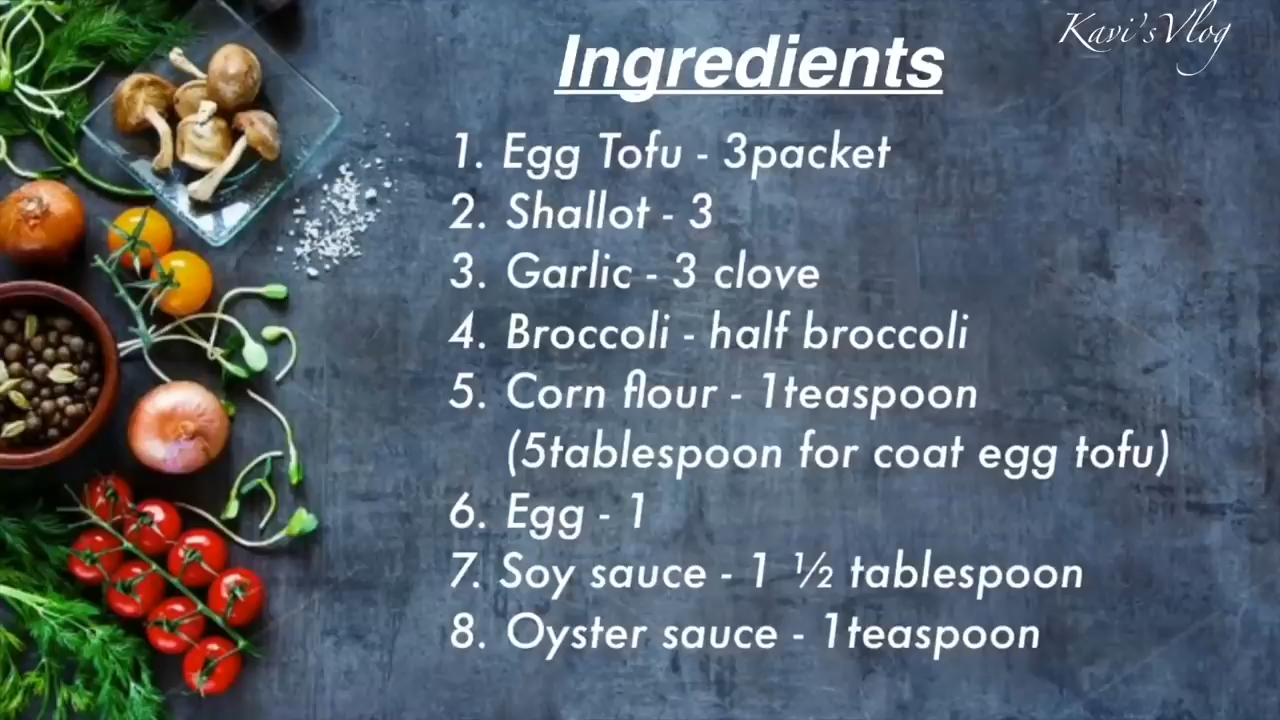 Kavi'sVlog
Ingredients
1. Egg Tofu - 3packet
2. Shallot - 3
3. Garlic - 3 clove
4. Broccoli - half broccoli
5. Corn flour - 1teaspoon
(5tablespoon for coat egg tofu)
6. Egg - 1
7. Soy sauce - 1 ½ tablespoon
8. Oyster sauce - 1teaspoon